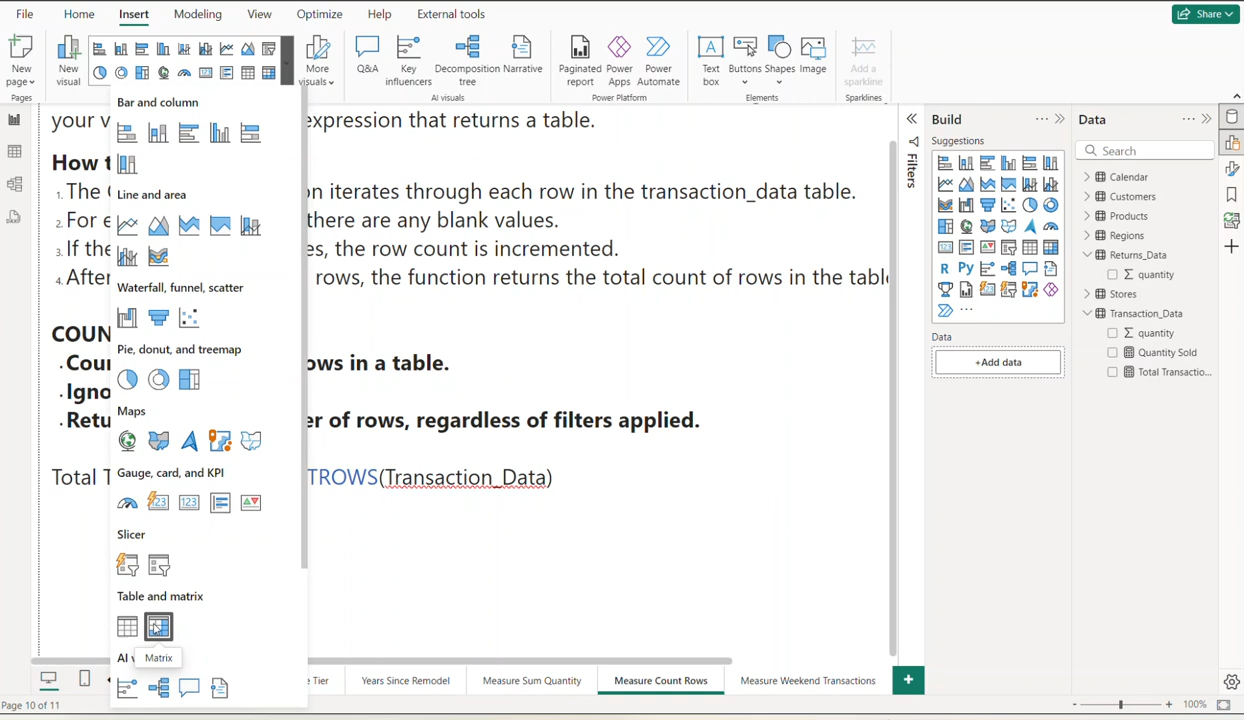 File Home Insert Modeling View Optimize Help External tools Share
New page
New visual
More visuals
Q&A
Key influencers
Decomposition tree
Narrative
Paginated report
Power Apps
Power Automate
Text box
Buttons
Shapes
Image
Add a sparkline
Pages
AI visuals
Power Platform
Elements
Sparklines
Bar and column
Line and area
Waterfall, funnel, scatter
Pie, donut, and treemap
Maps
Gauge, card, and KPI
Slicer
Table and matrix
Matrix
AI v
your v expression that returns a table.
How t
1. The C on iterates through each row in the transaction_data table.
2. For e there are any blank values.
3. If the es, the row count is incremented.
4. After rows, the function returns the total count of rows in the table
COUN
Coun ows in a table.
Igno
Retu er of rows, regardless of filters applied.
Total T TROWS(Transaction_Data)
Filters
Build
Suggestions
R Py
Data
+Add data
Data
Search
Calendar
Customers
Products
Regions
Returns_Data
quantity
Stores
Transaction_Data
quantity
Quantity Sold
Total Transactio...
e Tier Years Since Remodel Measure Sum Quantity Measure Count Rows Measure Weekend Transactions +
Page 10 of 11
100%